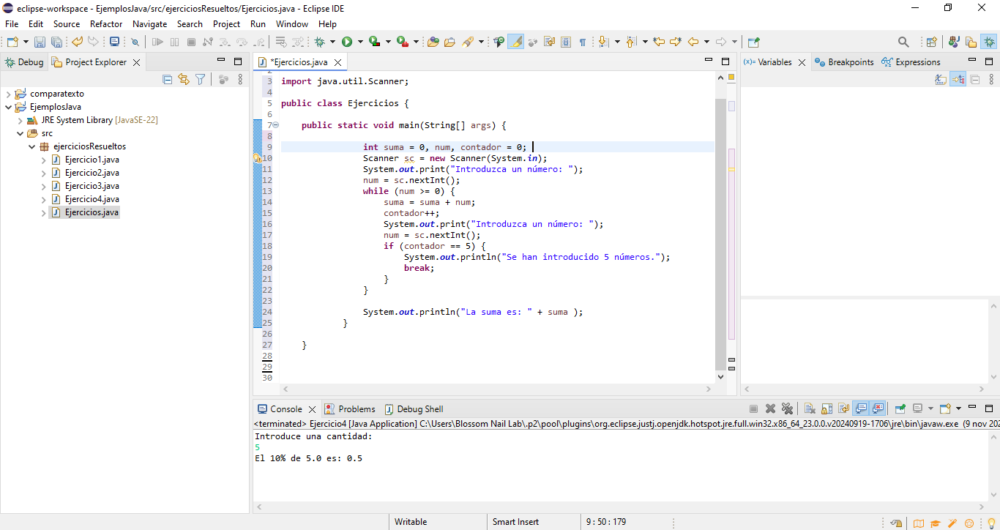 eclipse-workspace - EjemplosJava/src/ejerciciosResueltos/Ejercicios.java - Eclipse IDE
File Edit Source Refactor Navigate Search Project Run Window Help
Debug Project Explorer
comparatexto
EjemplosJava
JRE System Library [JavaSE-22]
src
ejerciciosResueltos
Ejercicio1.java
Ejercicio2.java
Ejercicio3.java
Ejercicio4.java
Ejercicios.java
*Ejercicios.java
2
3 import java.util.Scanner;
4
5 public class Ejercicios {
6
7 public static void main(String[] args) {
8
9 int suma = 0, num, contador = 0;
10 Scanner sc = new Scanner(System.in);
11 System.out.print("Introduzca un número: ");
12 num = sc.nextInt();
13 while (num >= 0) {
14 suma = suma + num;
15 contador++;
16 System.out.print("Introduzca un número: ");
17 num = sc.nextInt();
18 if (contador == 5) {
19 System.out.println("Se han introducido 5 números.");
20 break;
21 }
22 }
23
24 System.out.println("La suma es: " + suma );
25 }
26
27 }
28
29
30
(x)= Variables Breakpoints Expressions
Console Problems Debug Shell
<terminated> Ejercicio4 [Java Application] C:\Users\Blossom Nail Lab\.p2\pool\plugins\org.eclipse.justj.openjdk.hotspot.jre.full.win32.x86_64_23.0.0.v20240919-1706\jre\bin\javaw.exe (9 nov 202
Introduce una cantidad:
5
El 10% de 5.0 es: 0.5
Writable Smart Insert 9 : 50 : 179